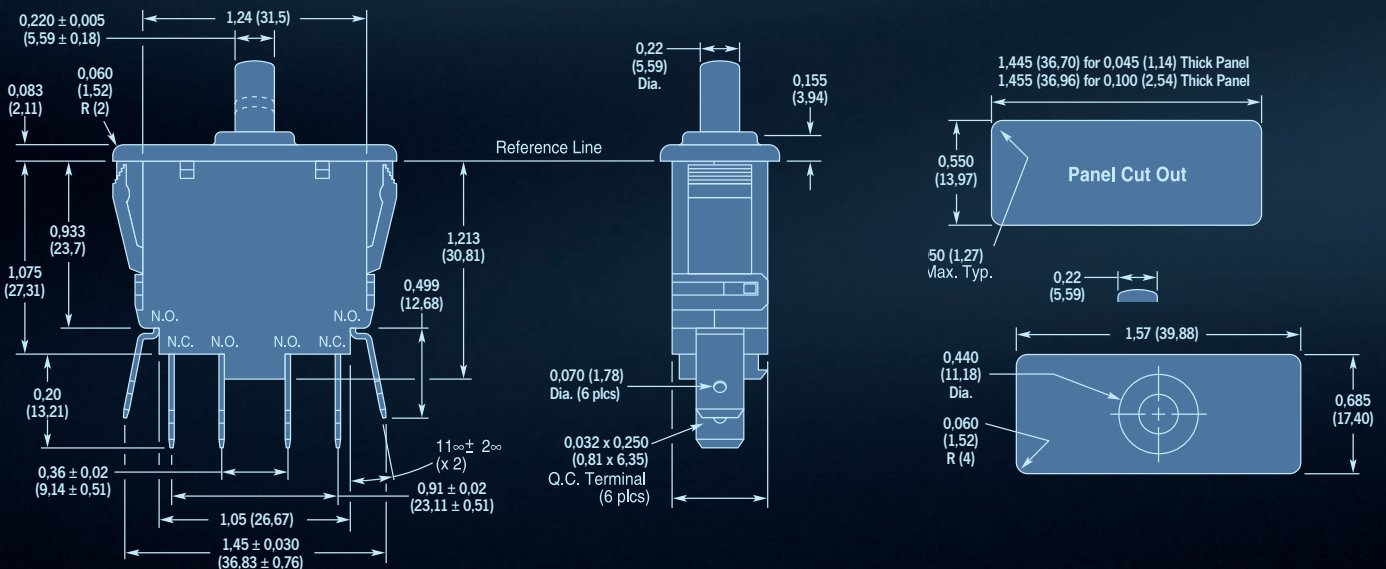 0,220 ± 0,005
(5,59 ± 0,18)
1,24 (31,5)
0,060
(1,52)
R (2)
0,083
(2,11)
0,933
(23,7)
1,075
(27,31)
1,213
(30,81)
0,499
(12,68)
N.O.
N.O.
N.C.
N.O.
N.O.
N.C.
0,20
(13,21)
0,36 ± 0,02
(9,14 ± 0,51)
11∞± 2∞
(x 2)
0,91 ± 0,02
(23,11 ± 0,51)
1,05 (26,67)
1,45 ± 0,030
(36,83 ± 0,76)
Reference Line
0,22
(5,59)
Dia.
0,155
(3,94)
0,070 (1,78)
Dia. (6 plcs)
0,032 x 0,250
(0,81 x 6,35)
Q.C. Terminal
(6 plcs)
1,445 (36,70) for 0,045 (1,14) Thick Panel
1,455 (36,96) for 0,100 (2,54) Thick Panel
0,550
(13,97)
Panel Cut Out
50 (1,27)
Max. Typ.
0,22
(5,59)
1,57 (39,88)
0,440
(11,18)
Dia.
0,060
(1,52)
R (4)
0,685
(17,40)